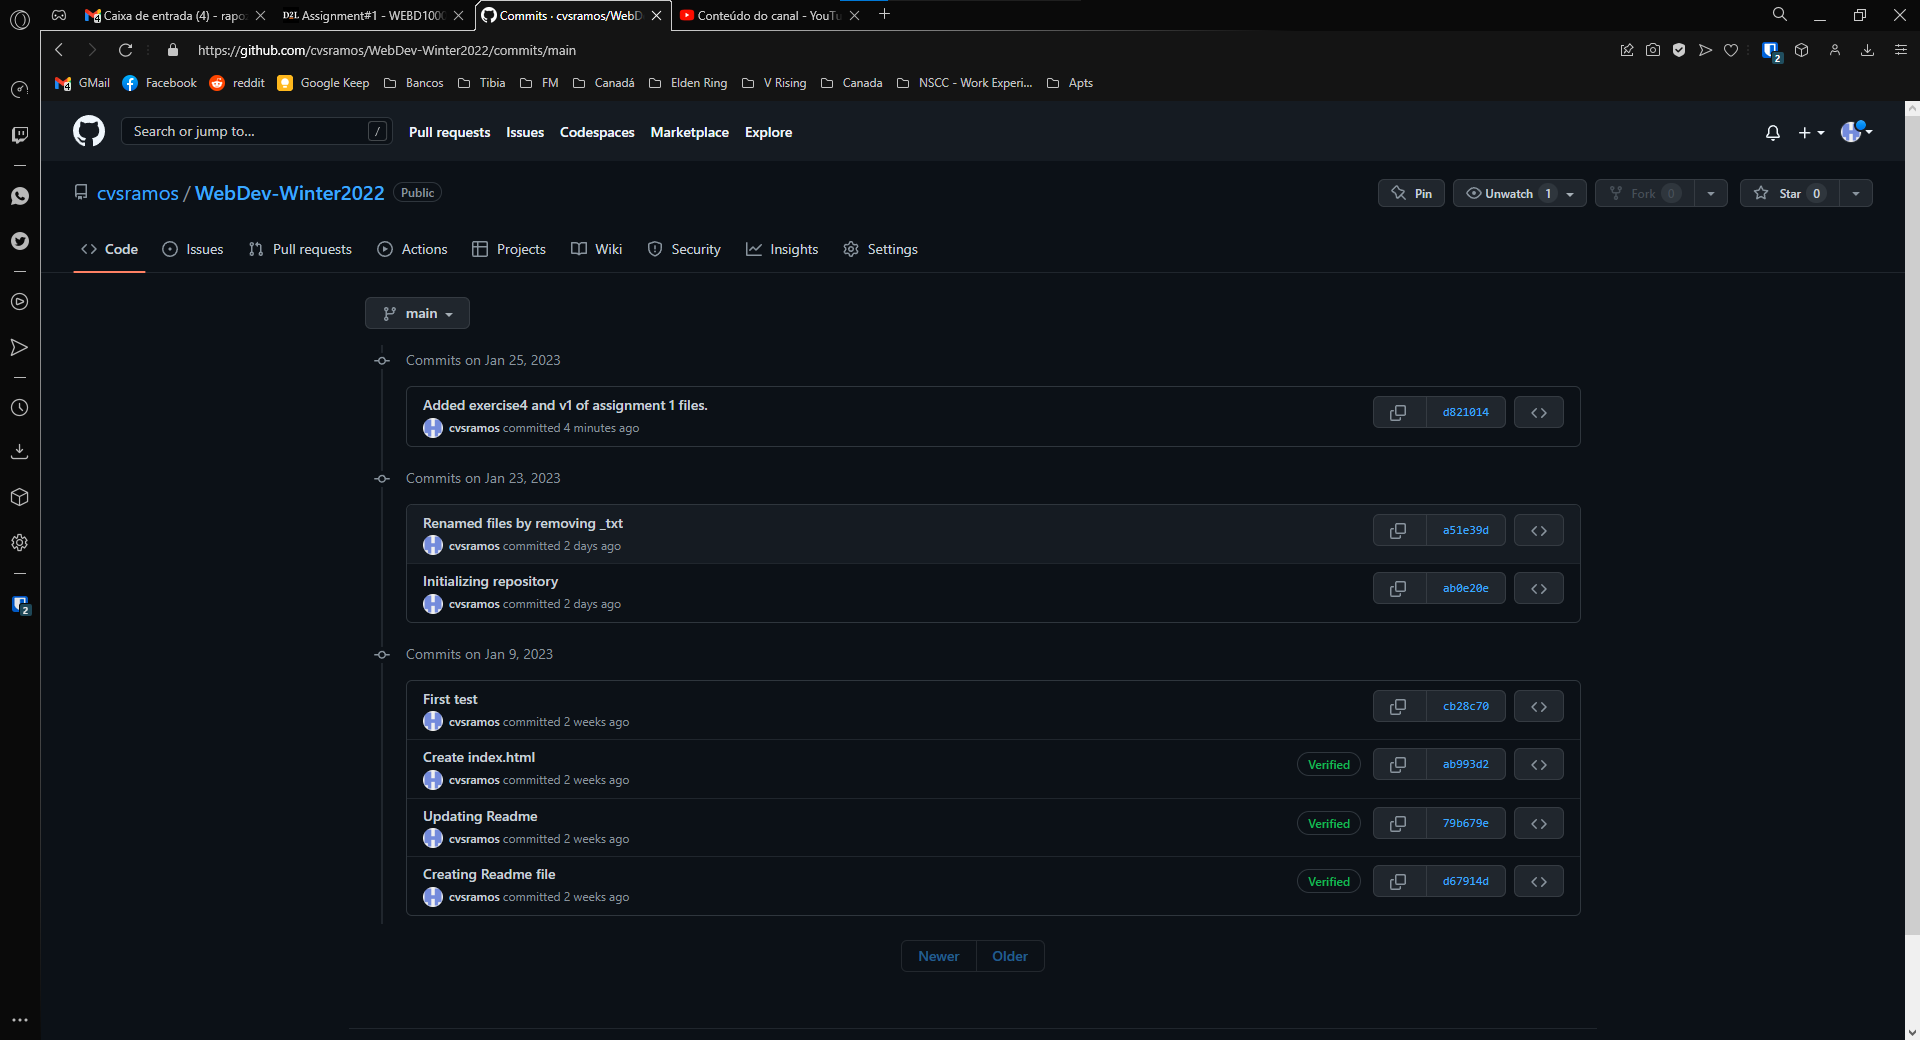 Caixa de entrada (4) - rapo
Assignment#1 - WEBD100
Commits · cvsramos/WebD
Conteúdo do canal - YouTu
https://github.com/cvsramos/WebDev-Winter2022/commits/main
2
GMail
Facebook
reddit
Google Keep
Bancos
Tibia
FM
Canadá
Elden Ring
V Rising
Canada
NSCC - Work Experi...
Apts
Search or jump to... /
Pull requests
Issues
Codespaces
Marketplace
Explore
cvsramos / WebDev-Winter2022 Public
Pin
Unwatch 1
Fork 0
Star 0
Code
Issues
Pull requests
Actions
Projects
Wiki
Security
Insights
Settings
main
Commits on Jan 25, 2023
Added exercise4 and v1 of assignment 1 files.
cvsramos committed 4 minutes ago
d821014
Commits on Jan 23, 2023
Renamed files by removing _txt
cvsramos committed 2 days ago
a51e39d
Initializing repository
cvsramos committed 2 days ago
ab0e20e
2
Commits on Jan 9, 2023
First test
cvsramos committed 2 weeks ago
cb28c70
Create index.html
cvsramos committed 2 weeks ago
Verified
ab993d2
Updating Readme
cvsramos committed 2 weeks ago
Verified
79b679e
Creating Readme file
cvsramos committed 2 weeks ago
Verified
d67914d
Newer
Older